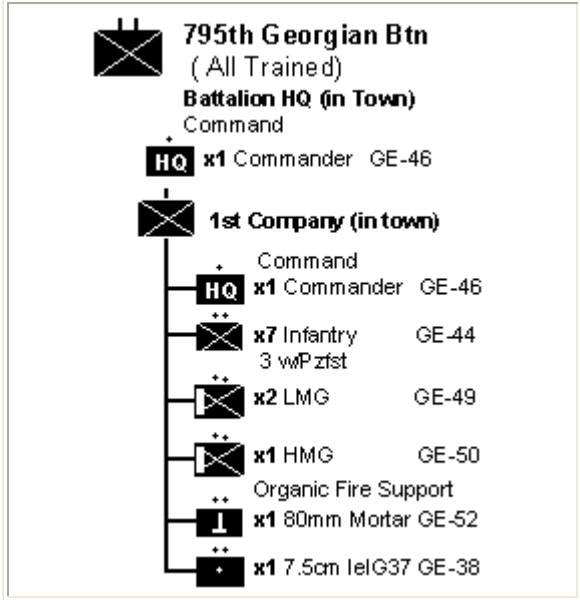 795th Georgian Btn
( All Trained)
Battalion HQ (in Town)
Command
HQ x1 Commander GE-46
1st Company (in town)
Command
HQ x1 Commander GE-46
x7 Infantry GE-44
3 w/Pzfst
x2 LMG GE-49
x1 HMG GE-50
Organic Fire Support
x1 80mm Mortar GE-52
x1 7.5cm leIG37 GE-38